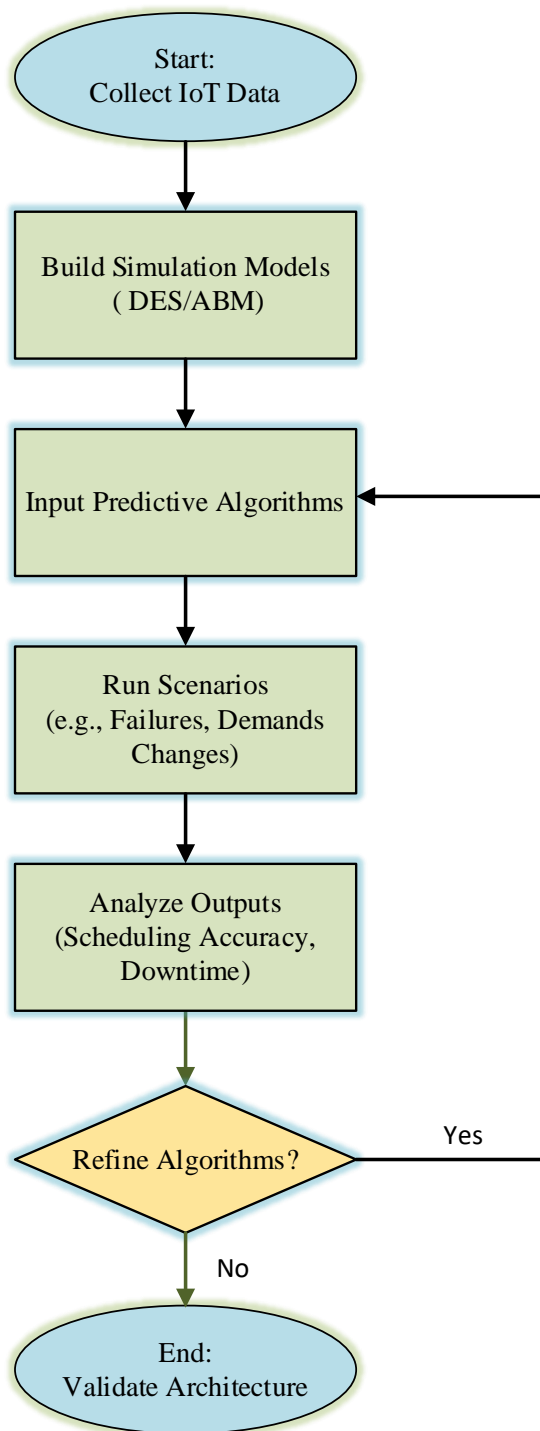 Start:
Collect IoT Data
Build Simulation Models
( DES/ABM)
Input Predictive Algorithms
Run Scenarios
(e.g., Failures, Demands
Changes)
Analyze Outputs
(Scheduling Accuracy,
Downtime)
Refine Algorithms?
Yes
No
End:
Validate Architecture